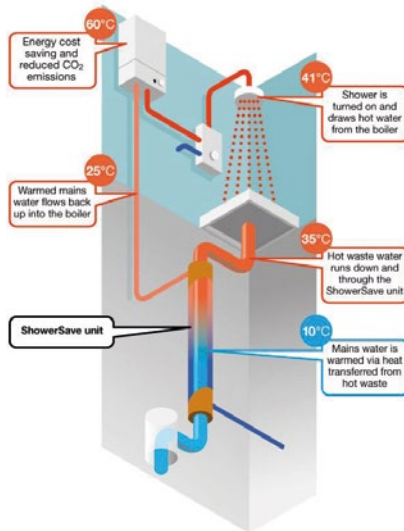 60°C
Energy cost
saving and
reduced CO₂
emissions
41°C
Shower is
turned on and
draws hot water
from the boiler
25°C
Warmed mains
water flows back
up into the boiler
35°C
Hot waste water
runs down and
through the
ShowerSave unit
ShowerSave unit
10°C
Mains water is
warmed via heat
transferred from
hot waste